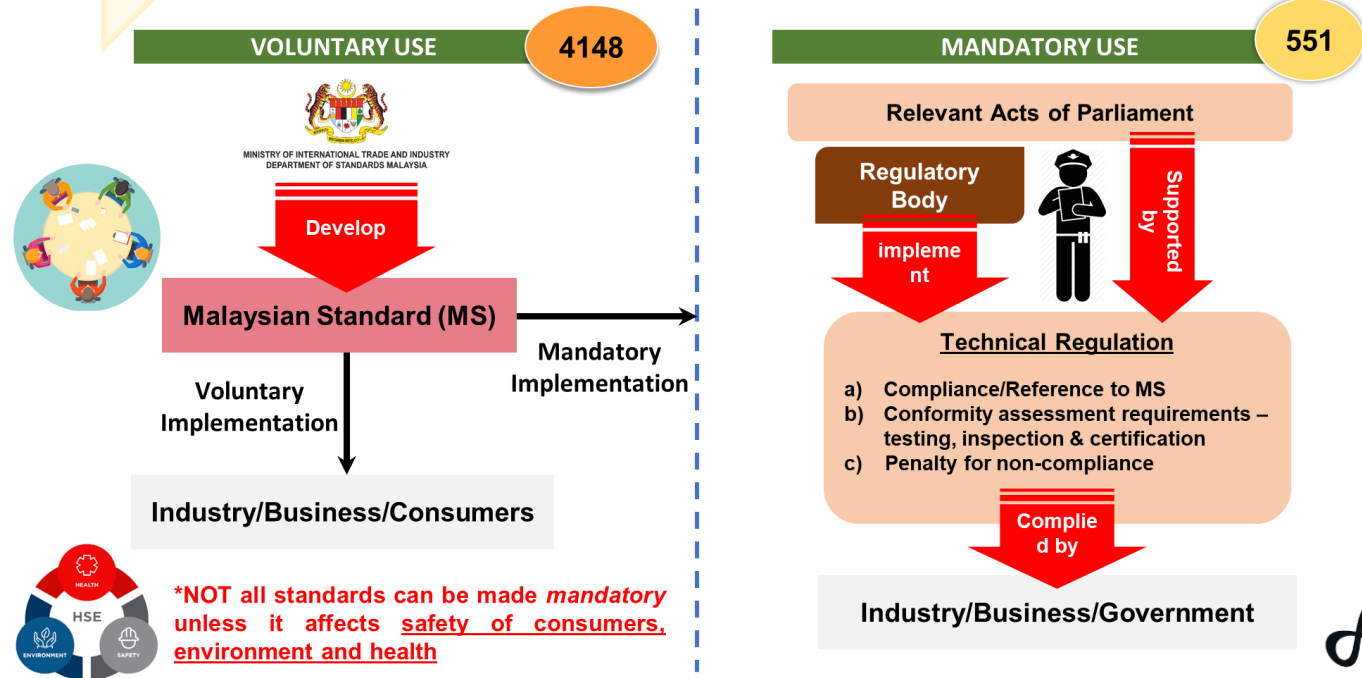 VOLUNTARY USE
4148
MINISTRY OF INTERNATIONAL TRADE AND INDUSTRY
DEPARTMENT OF STANDARDS MALAYSIA
Develop
Malaysian Standard (MS)
Mandatory
Implementation
Voluntary
Implementation
Industry/Business/Consumers
HEALTH
HSE
ENVIRONMENT
SAFETY
*NOT all standards can be made mandatory
unless it affects safety of consumers,
environment and health
MANDATORY USE
551
Relevant Acts of Parliament
Regulatory
Body
impleme
nt
Supported
by
Technical Regulation
a) Compliance/Reference to MS
b) Conformity assessment requirements –
testing, inspection & certification
c) Penalty for non-compliance
Complie
d by
Industry/Business/Government